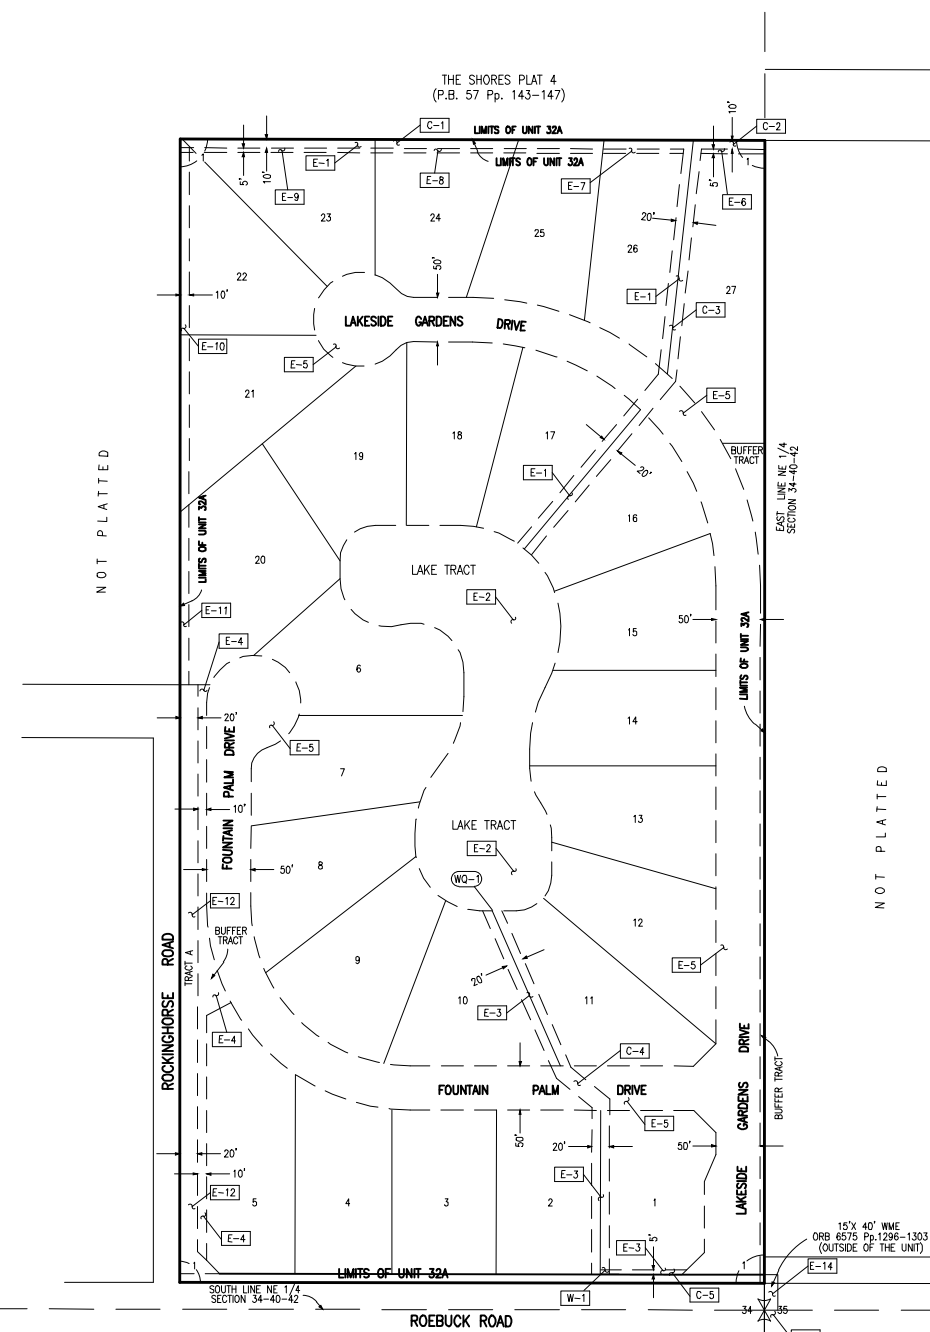 THE SHORES PLAT 4
(P.B. 57 Pp. 143-147)
10'
C-1
LIMITS OF UNIT 32A
C-2
1
E-1
LIMITS OF UNIT 32A
1
5'
10'
E-9
E-8
E-7
5'
E-6
23
24
25
20'
26
22
50'
27
10'
E-1
C-3
LAKESIDE GARDENS DRIVE
E-10
E-5
21
E-5
19
18
17
BUFFER
TRACT
EAST LINE NE 1/4
SECTION 34-40-42
E-1
20'
NOT PLATTED
LIMITS OF UNIT 32A
16
20
LAKE TRACT
E-2
E-11
50'
LIMITS OF UNIT 32A
E-4
15
6
20'
14
E-5
FOUNTAIN PALM DRIVE
7
NOT PLATTED
10'
13
LAKE TRACT
E-2
8
50'
WQ-1
E-12
12
BUFFER
TRACT
ROCKINGHORSE ROAD
TRACT A
9
E-5
20'
10
11
E-3
E-4
LAKESIDE GARDENS DRIVE
C-4
BUFFER TRACT
FOUNTAIN PALM DRIVE
E-5
50'
20'
50'
20'
10'
E-3
E-12
5
4
3
2
1
15'X 40' WME
ORB 6575 Pp.1296-1303
(OUTSIDE OF THE UNIT)
E-4
E-3
5'
E-14
1
LIMITS OF UNIT 32A
1
SOUTH LINE NE 1/4
SECTION 34-40-42
W-1
C-5
34
35
ROEBUCK ROAD